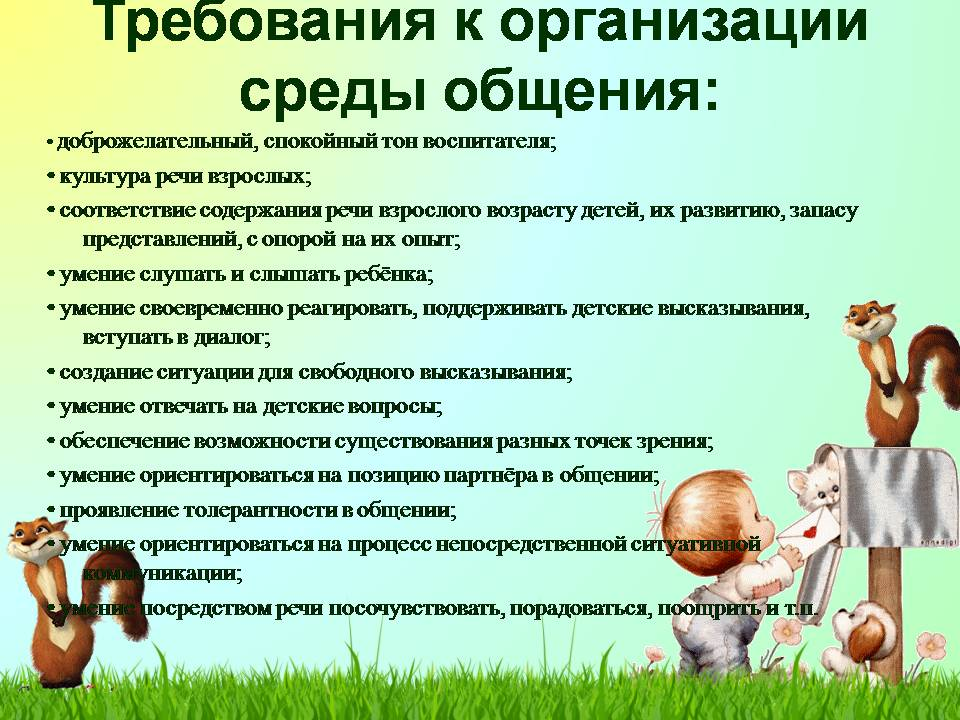 Требования к организации
среды общения:
• доброжелательный, спокойный тон воспитателя;
• культура речи взрослых;
• соответствие содержания речи взрослого возрасту детей, их развитию, запасу
представлений, с опорой на их опыт;
• умение слушать и слышать ребёнка;
• умение своевременно реагировать, поддерживать детские высказывания,
вступать в диалог;
• создание ситуации для свободного высказывания;
• умение отвечать на детские вопросы;
• обеспечение возможности существования разных точек зрения;
• умение ориентироваться на позицию партнёра в общении;
• проявление толерантности в общении;
• умение ориентироваться на процесс непосредственной ситуативной
коммуникации;
• умение посредством речи посочувствовать, порадоваться, поощрить и т.п.